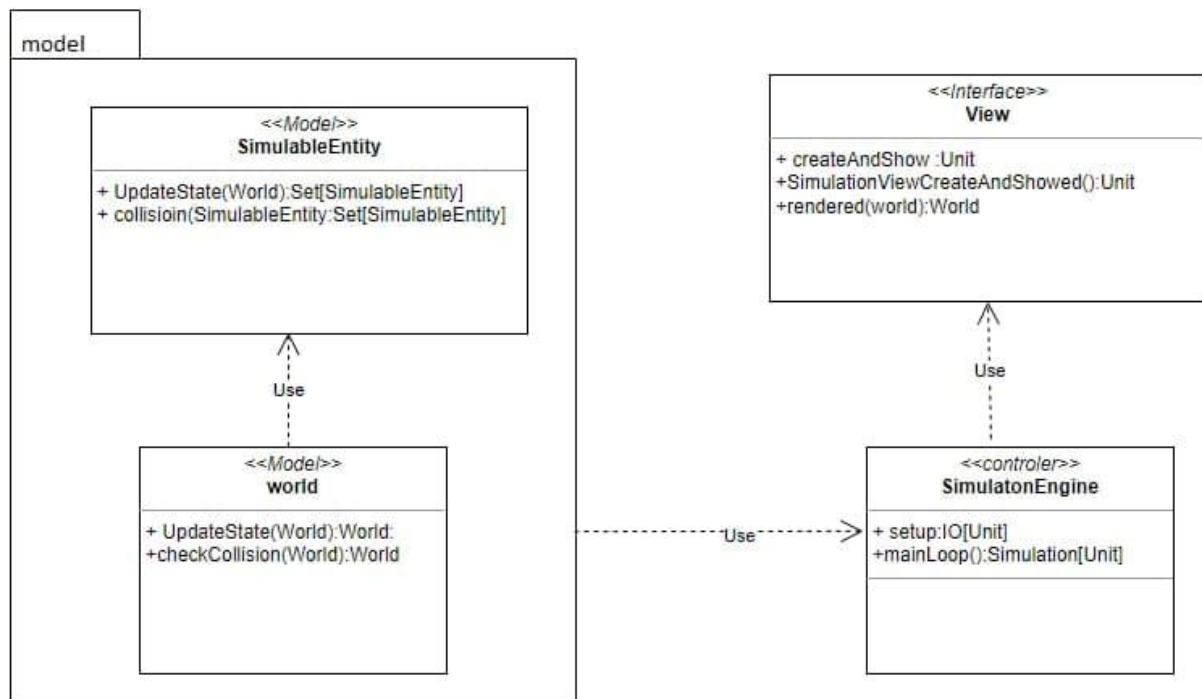 model
<<Model>>
SimulableEntity
+ UpdateState(World):Set[SimulableEntity]
+ collisioin(SimulableEntity:Set[SimulableEntity]
Use
<<Model>>
world
+ UpdateState(World):World:
+checkCollision(World):World
Use
<<Interface>>
View
+ createAndShow :Unit
+SimulationViewCreateAndShowed():Unit
+rendered(world):World
Use
<<controler>>
SimulatonEngine
+ setup:IO[Unit]
+mainLoop():Simulation[Unit]